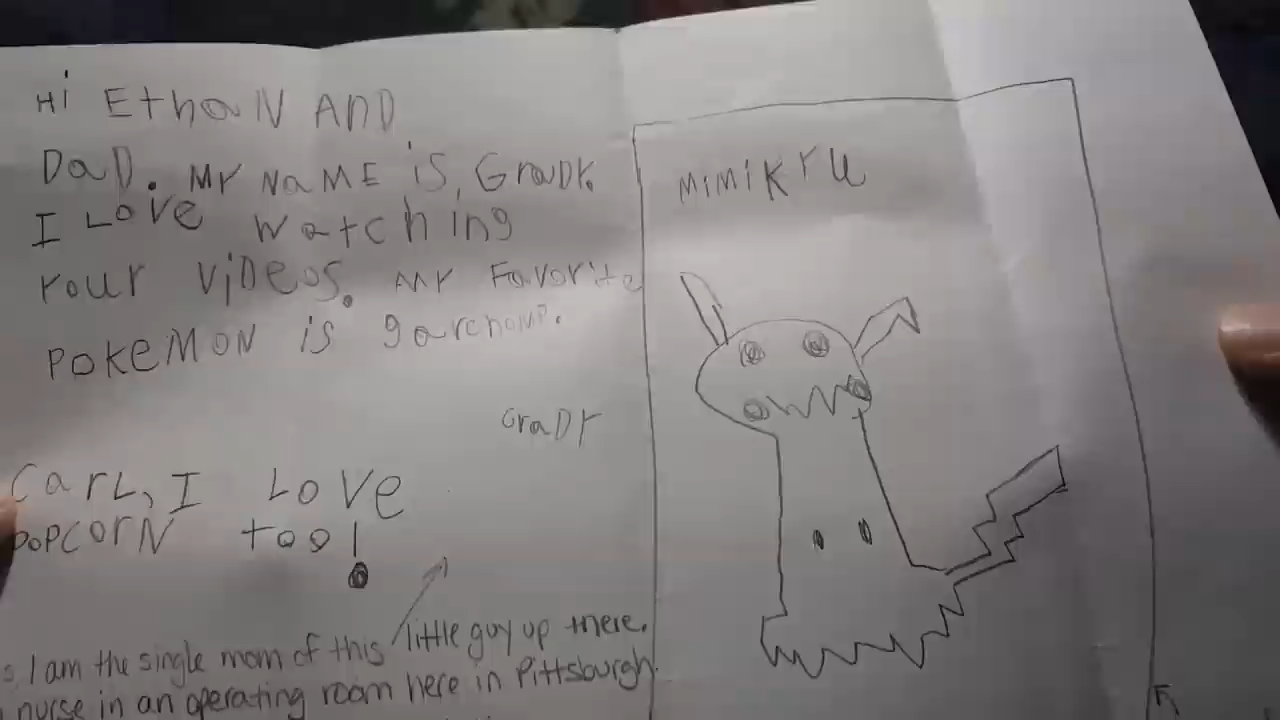 Hi EthaN AND
DaD. MY NaME is, GraDY.
I Love watching
Your ViDeos. MY Favorite
POKeMON is garchomp.
GraDY
CarL, I Love
POPCORN too!
I am the single mom of this little guy up there.
nurse in an operating room here in Pittsburgh.
MiMiKYU